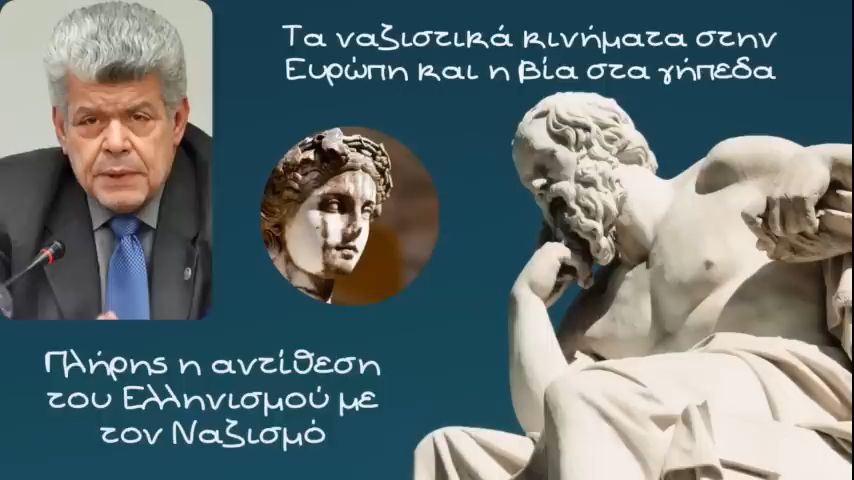 Τα ναζιστικά κινήματα στην
Ευρώπη και η βία στα γήπεδα
Πλήρης η αντίθεση
του Ελληνισμού με
τον Ναζισμό